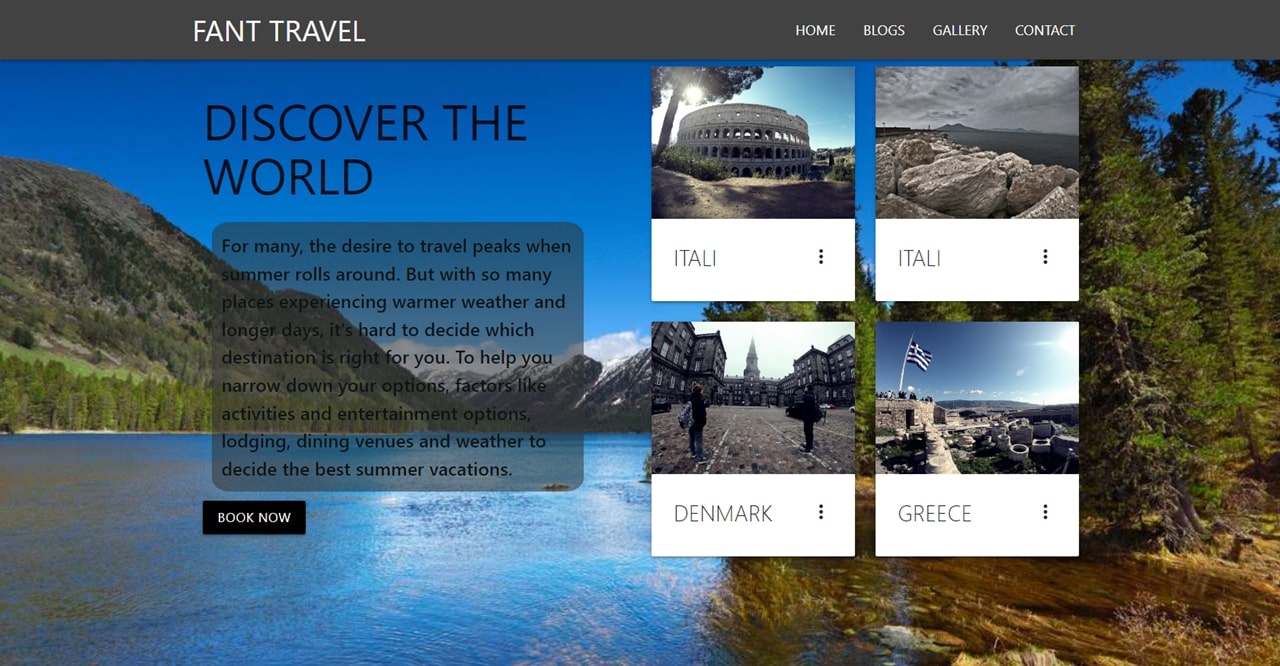 FANT TRAVEL
HOME BLOGS GALLERY CONTACT
DISCOVER THE
WORLD
For many, the desire to travel peaks when
summer rolls around. But with so many
places experiencing warmer weather and
longer days, it's hard to decide which
destination is right for you. To help you
narrow down your options, factors like
activities and entertainment options,
lodging, dining venues and weather to
decide the best summer vacations.
BOOK NOW
ITALI
ITALI
DENMARK
GREECE